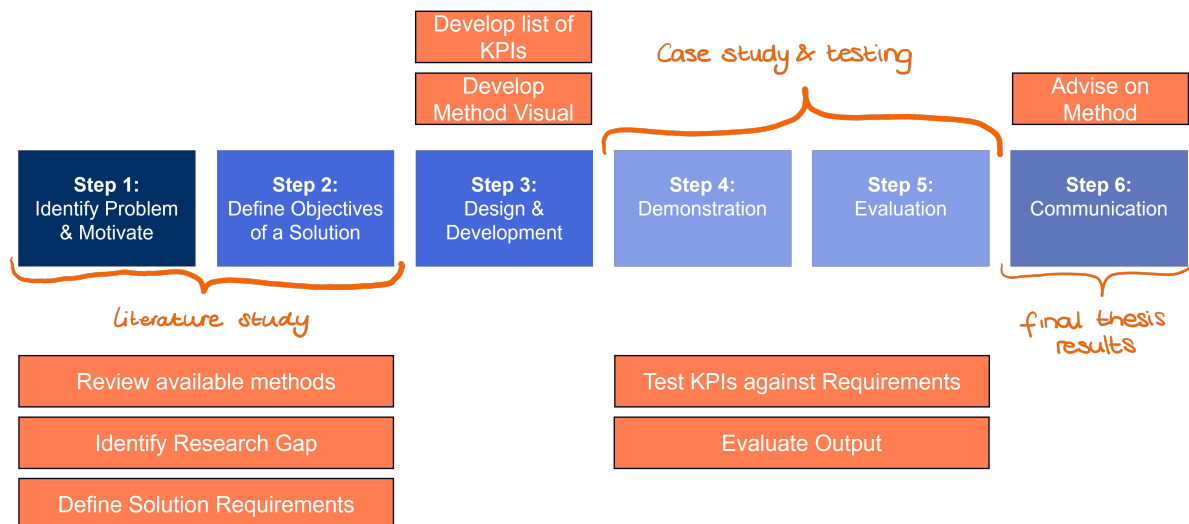 Develop list of
KPIs
Develop
Method Visual
Case study & testing
Advise on
Method
Step 1:
Identify Problem
& Motivate
Step 2:
Define Objectives
of a Solution
Step 3:
Design &
Development
Step 4:
Demonstration
Step 5:
Evaluation
Step 6:
Communication
literature study
final thesis
results
Review available methods
Identify Research Gap
Define Solution Requirements
Test KPIs against Requirements
Evaluate Output